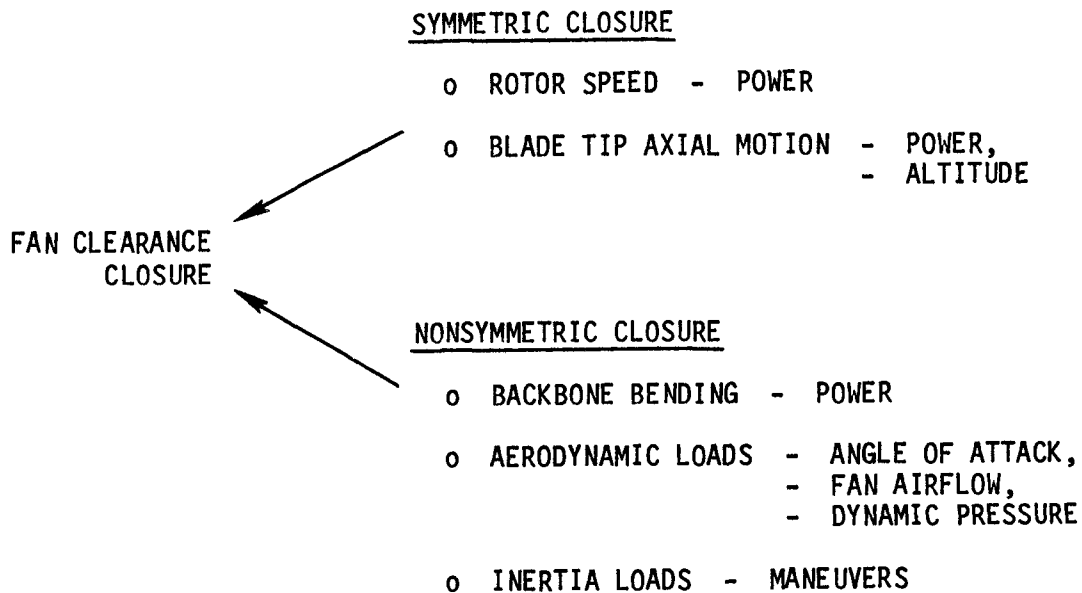 SYMMETRIC CLOSURE
o ROTOR SPEED - POWER
o BLADE TIP AXIAL MOTION - POWER,
- ALTITUDE
FAN CLEARANCE
CLOSURE
NONSYMMETRIC CLOSURE
o BACKBONE BENDING - POWER
o AERODYNAMIC LOADS - ANGLE OF ATTACK,
- FAN AIRFLOW,
- DYNAMIC PRESSURE
o INERTIA LOADS - MANEUVERS